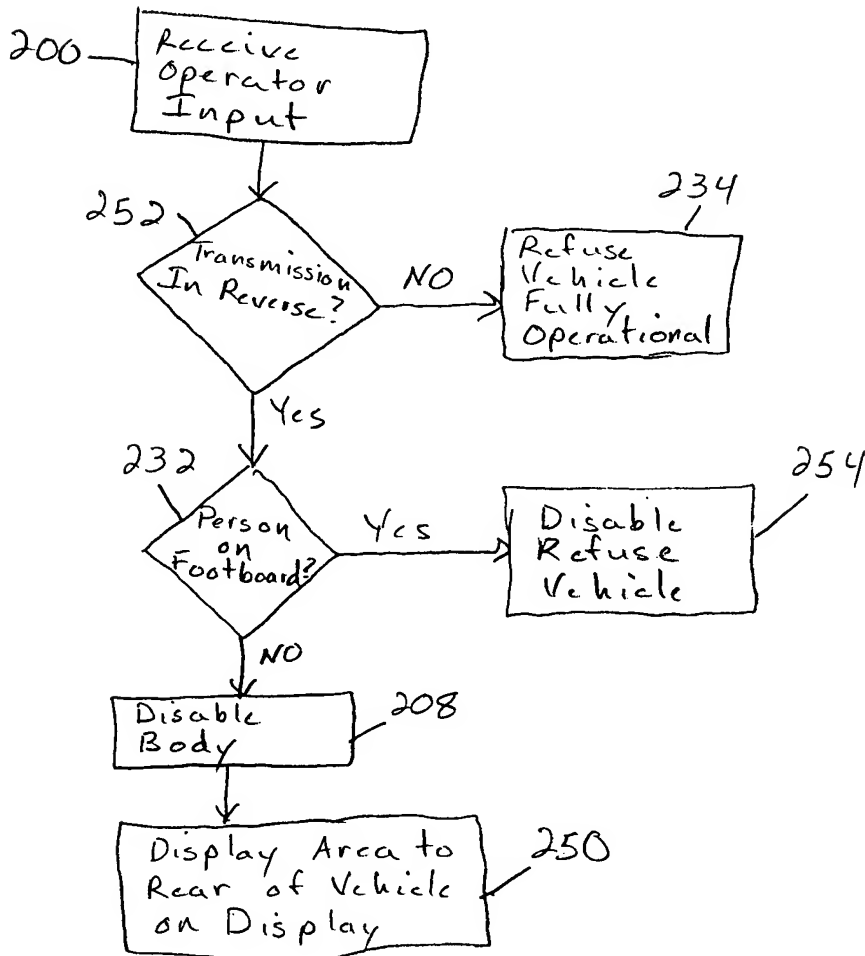 200
Receive
Operator
Input
252
Transmission
In Reverse?
NO
234
Refuse
Vehicle
Fully
Operational
Yes
232
Person
on
Footboard?
Yes
254
Disable
Refuse
Vehicle
NO
Disable
Body
208
Display Area to
Rear of Vehicle
on Display
250